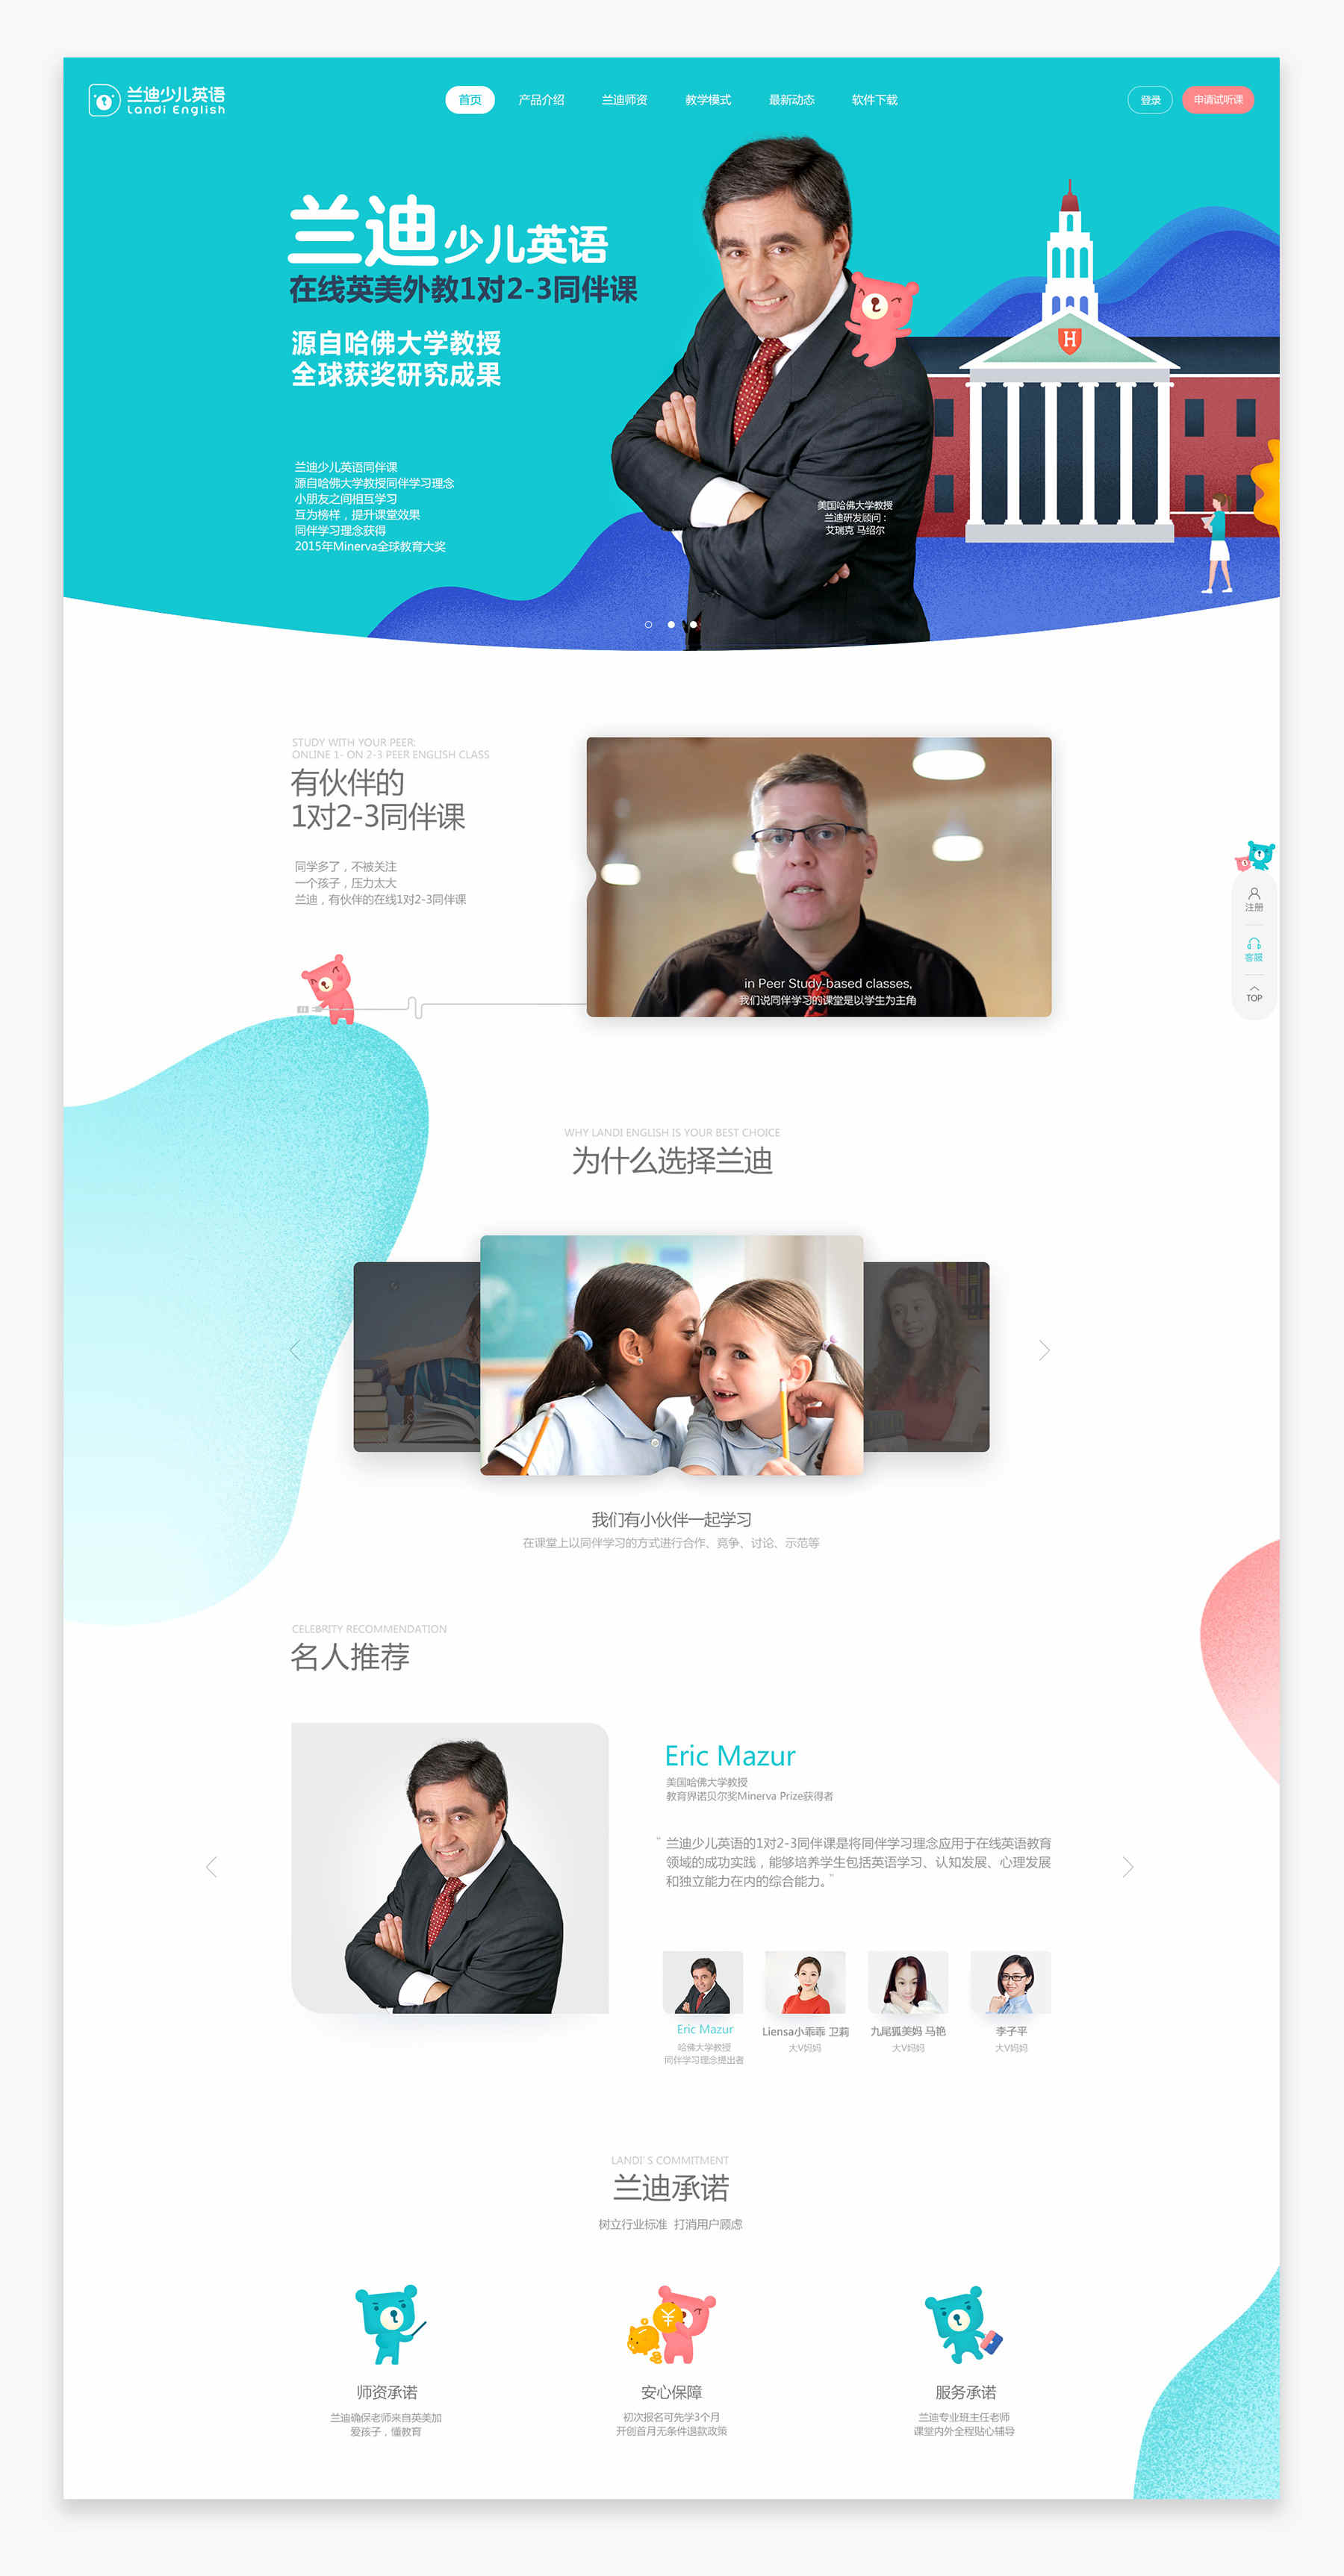 兰迪少儿英语
Landi English
首页
产品介绍
兰迪师资
教学模式
最新动态
软件下载
登录
申请试听课
兰迪少儿英语
在线英美外教1对2-3同伴课
源自哈佛大学教授
全球获奖研究成果
兰迪少儿英语同伴课
源自哈佛大学教授同伴学习理念
小朋友之间相互学习
互为榜样，提升课堂效果
同伴学习理念获得
2015年Minerva全球教育大奖
美国哈佛大学教授
兰迪研发顾问：
艾瑞克 马绍尔
H
STUDY WITH YOUR PEER:
ONLINE 1- ON 2-3 PEER ENGLISH CLASS
有伙伴的
1对2-3同伴课
同学多了，不被关注
一个孩子，压力太大
兰迪，有伙伴的在线1对2-3同伴课
in Peer Study-based classes,
我们说同伴学习的课堂是以学生为主角
注册
客服
TOP
WHY LANDI ENGLISH IS YOUR BEST CHOICE
为什么选择兰迪
我们有小伙伴一起学习
在课堂上以同伴学习的方式进行合作、竞争、讨论、示范等
CELEBRITY RECOMMENDATION
名人推荐
Eric Mazur
美国哈佛大学教授
教育界诺贝尔奖Minerva Prize获得者
“兰迪少儿英语的1对2-3同伴课是将同伴学习理念应用于在线英语教育
领域的成功实践，能够培养学生包括英语学习、认知发展、心理发展
和独立能力在内的综合能力。”
Eric Mazur
哈佛大学教授
同伴学习理念提出者
Liensa小乖乖 卫莉
大V妈妈
九尾狐美妈 马艳
大V妈妈
李子平
大V妈妈
LANDI' S COMMITMENT
兰迪承诺
树立行业标准 打消用户顾虑
¥
师资承诺
兰迪确保老师来自英美加
爱孩子，懂教育
安心保障
初次报名可先学3个月
开创首月无条件退款政策
服务承诺
兰迪专业班主任老师
课堂内外全程贴心辅导